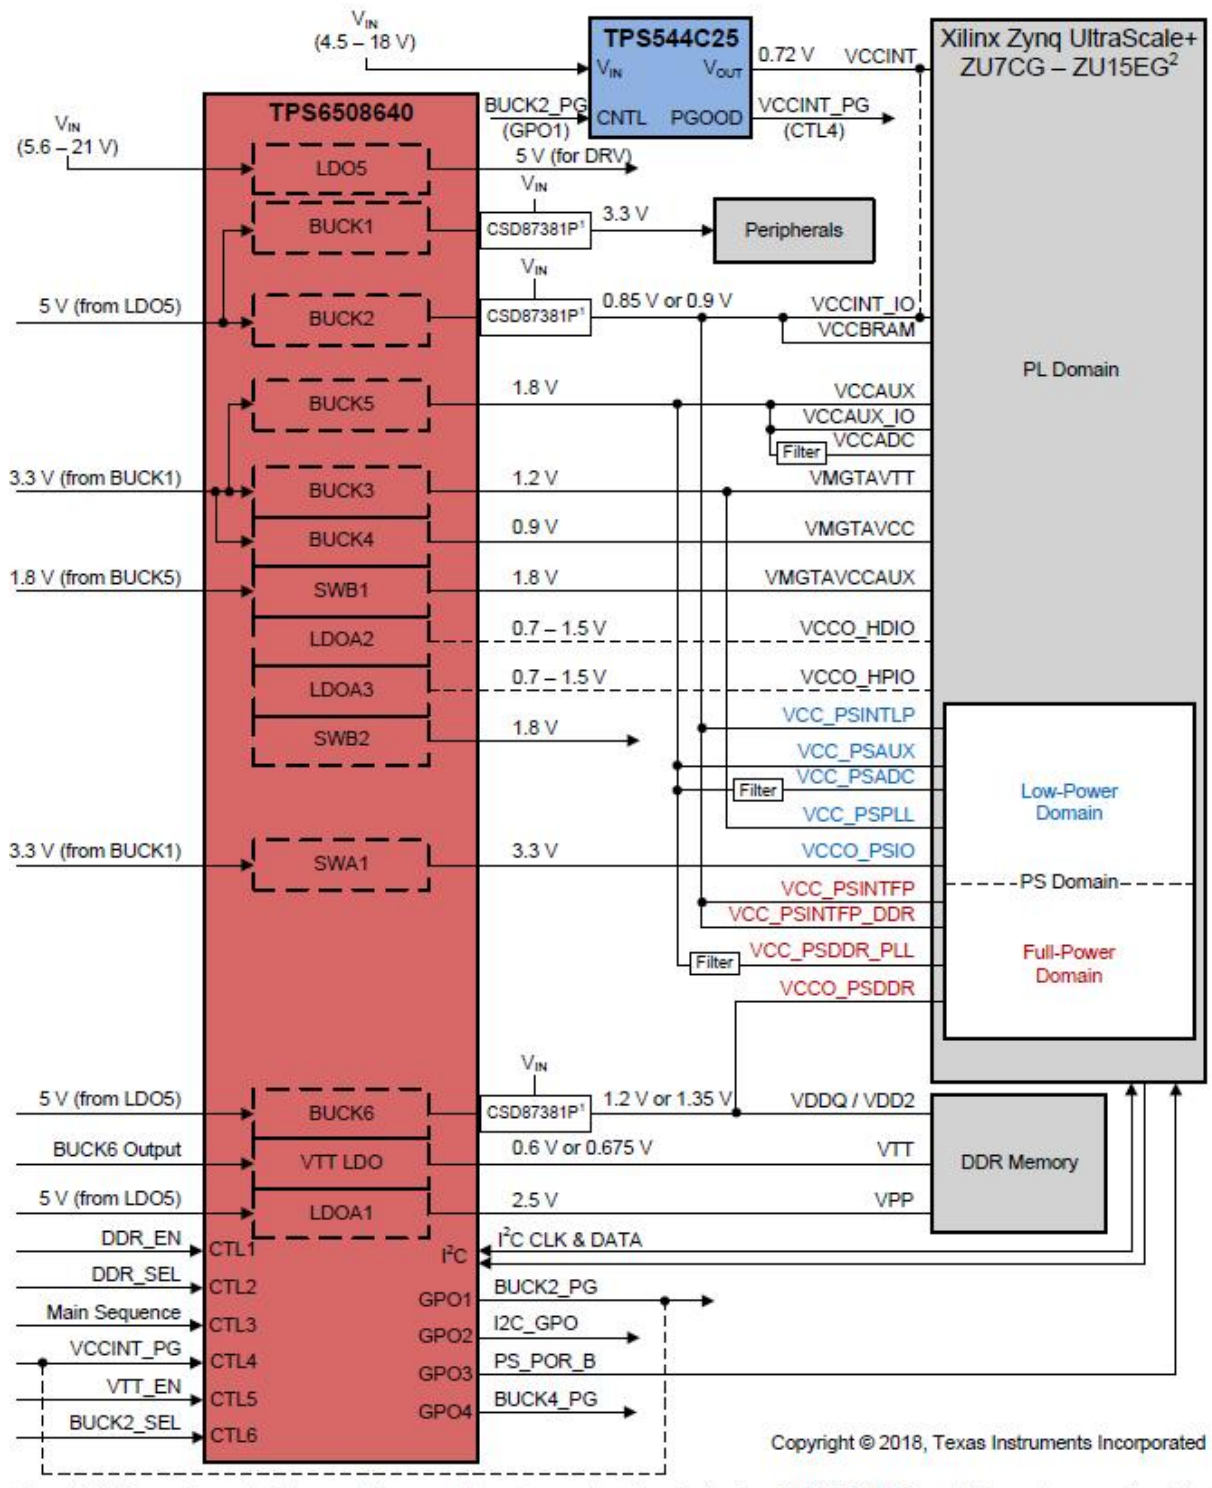 VIN
(4.5 – 18 V)
TPS544C25
VIN
VOUT
0.72 V
VCCINT
Xilinx Zynq UltraScale+
ZU7CG – ZU15EG2
BUCK2_PG
(GPO1)
CNTL
PGOOD
VCCINT_PG
(CTL4)
TPS6508640
VIN
(5.6 – 21 V)
LDO5
5 V (for DRV)
VIN
BUCK1
CSD87381P1
3.3 V
Peripherals
VIN
5 V (from LDO5)
BUCK2
CSD87381P1
0.85 V or 0.9 V
VCCINT_IO
VCCBRAM
PL Domain
BUCK5
1.8 V
VCCAUX
VCCAUX_IO
Filter
VCCADC
3.3 V (from BUCK1)
BUCK3
1.2 V
VMGTAVTT
BUCK4
0.9 V
VMGTAVCC
1.8 V (from BUCK5)
SWB1
1.8 V
VMGTAVCCAUX
LDOA2
0.7 – 1.5 V
VCCO_HDIO
LDOA3
0.7 – 1.5 V
VCCO_HPIO
SWB2
1.8 V
VCC_PSINTLP
VCC_PSAUX
Filter
VCC_PSADC
VCC_PSPLL
Low-Power
Domain
3.3 V (from BUCK1)
SWA1
3.3 V
VCCO_PSIO
PS Domain
VCC_PSINTFP
VCC_PSINTFP_DDR
Filter
VCC_PSDDR_PLL
VCCO_PSDDR
Full-Power
Domain
VIN
5 V (from LDO5)
BUCK6
CSD87381P1
1.2 V or 1.35 V
VDDQ / VDD2
BUCK6 Output
VTT LDO
0.6 V or 0.675 V
VTT
DDR Memory
5 V (from LDO5)
LDOA1
2.5 V
VPP
DDR_EN
CTL1
I2C
I2C CLK & DATA
DDR_SEL
CTL2
GPO1
BUCK2_PG
Main Sequence
CTL3
GPO2
I2C_GPO
VCCINT_PG
CTL4
GPO3
PS_POR_B
VTT_EN
CTL5
GPO4
BUCK4_PG
BUCK2_SEL
CTL6
Copyright © 2018, Texas Instruments Incorporated